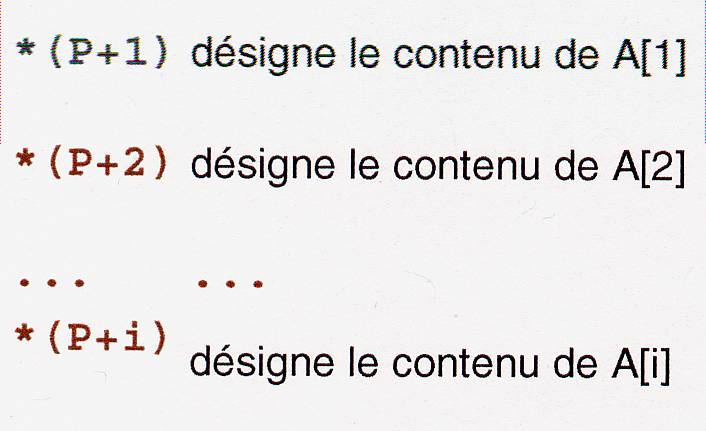 *(P+1) désigne le contenu de A[1]
*(P+2) désigne le contenu de A[2]
... ...
*(P+i) désigne le contenu de A[i]